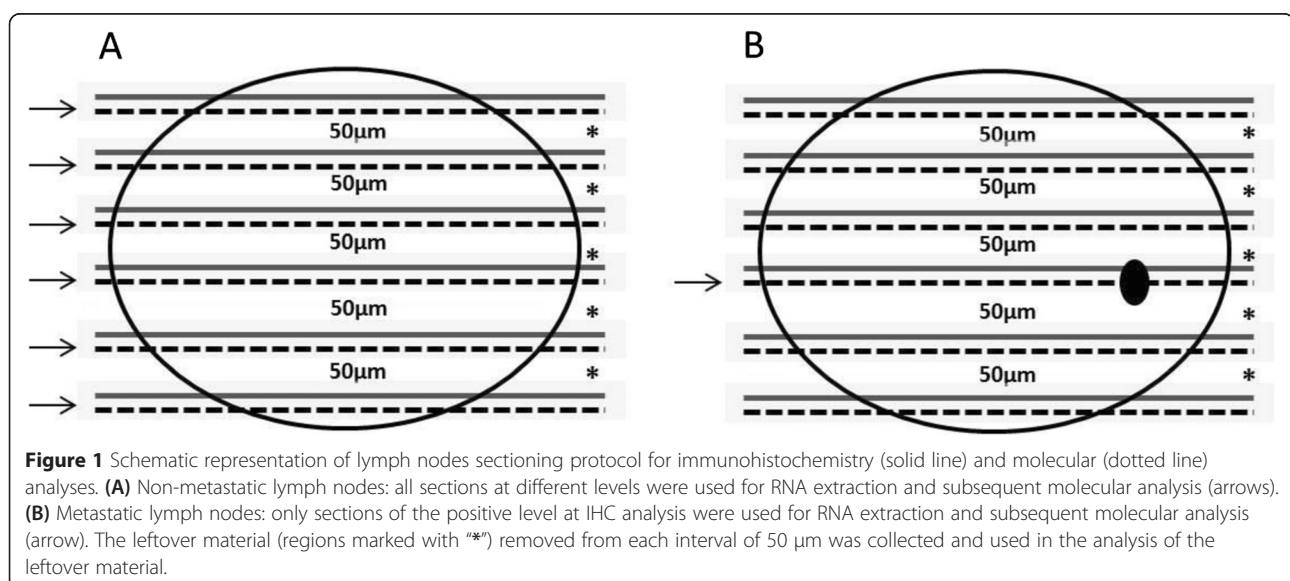 A
B
50µm
*
50µm
*
50µm
*
50µm
*
50µm
*
50µm
*
50µm
*
50µm
*
50µm
*
50µm
*
Figure 1 Schematic representation of lymph nodes sectioning protocol for immunohistochemistry (solid line) and molecular (dotted line)
analyses. (A) Non-metastatic lymph nodes: all sections at different levels were used for RNA extraction and subsequent molecular analysis (arrows).
(B) Metastatic lymph nodes: only sections of the positive level at IHC analysis were used for RNA extraction and subsequent molecular analysis
(arrow). The leftover material (regions marked with "*") removed from each interval of 50 μm was collected and used in the analysis of the
leftover material.